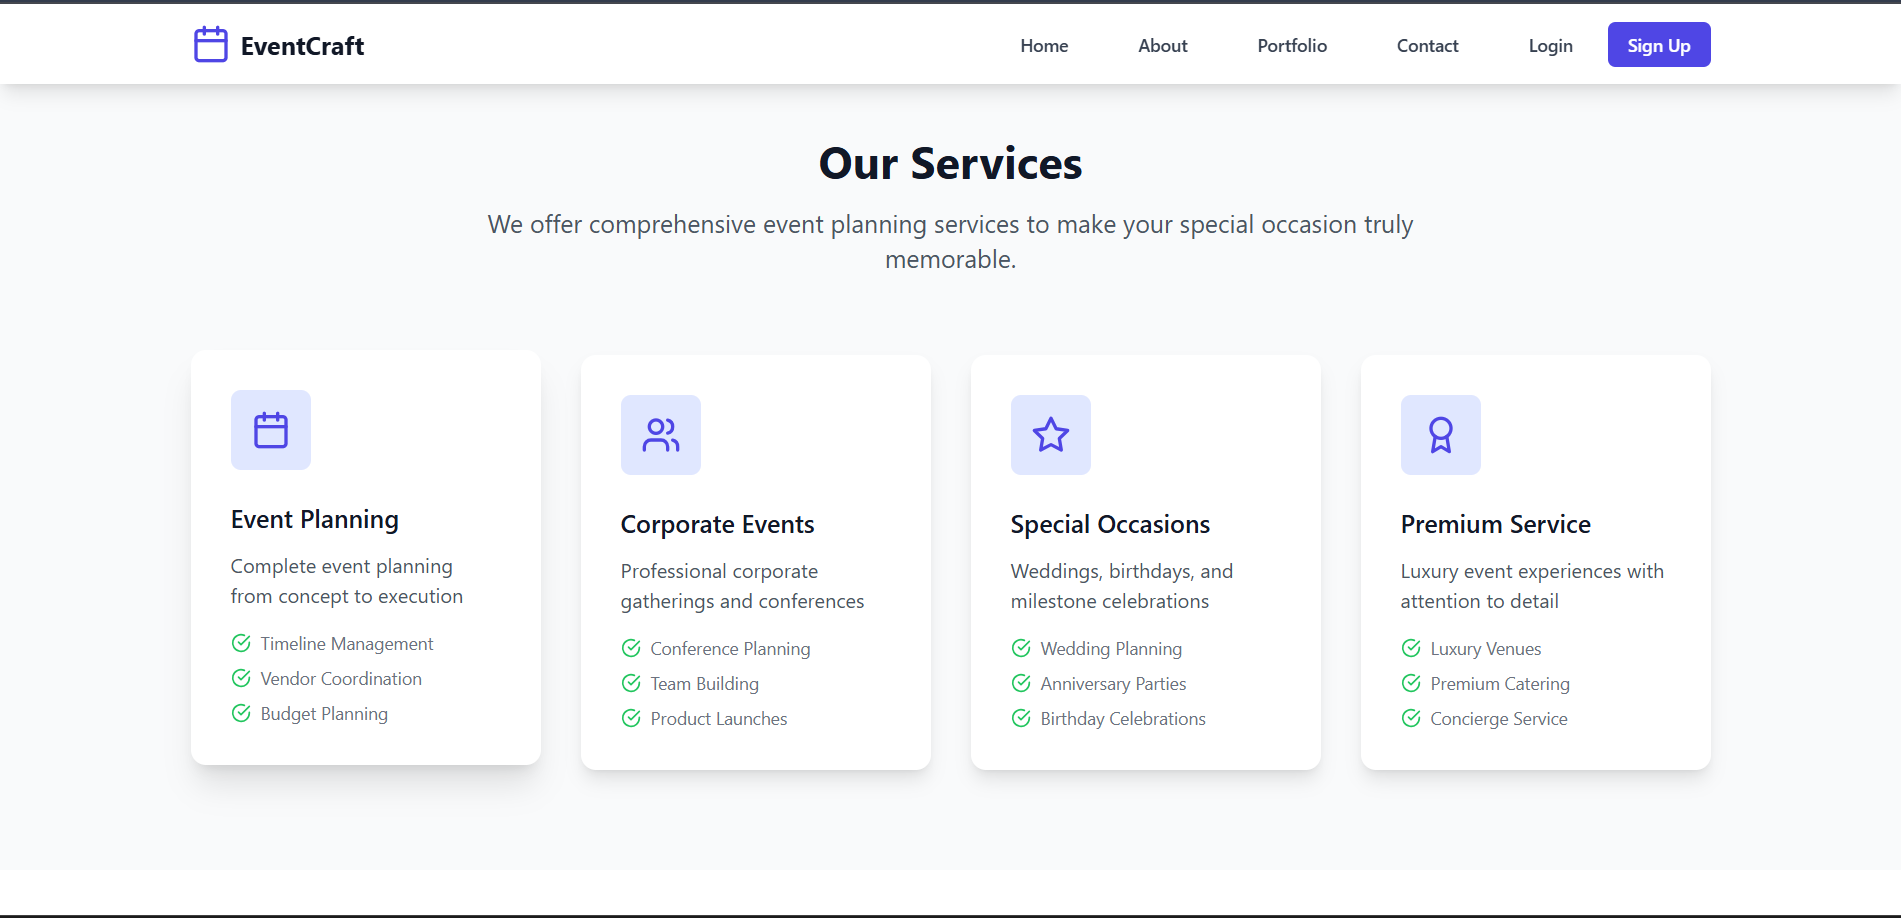 EventCraft
Home
About
Portfolio
Contact
Login
Sign Up
Our Services
We offer comprehensive event planning services to make your special occasion truly
memorable.
Event Planning
Complete event planning
from concept to execution
Timeline Management
Vendor Coordination
Budget Planning
Corporate Events
Professional corporate
gatherings and conferences
Conference Planning
Team Building
Product Launches
Special Occasions
Weddings, birthdays, and
milestone celebrations
Wedding Planning
Anniversary Parties
Birthday Celebrations
Premium Service
Luxury event experiences with
attention to detail
Luxury Venues
Premium Catering
Concierge Service